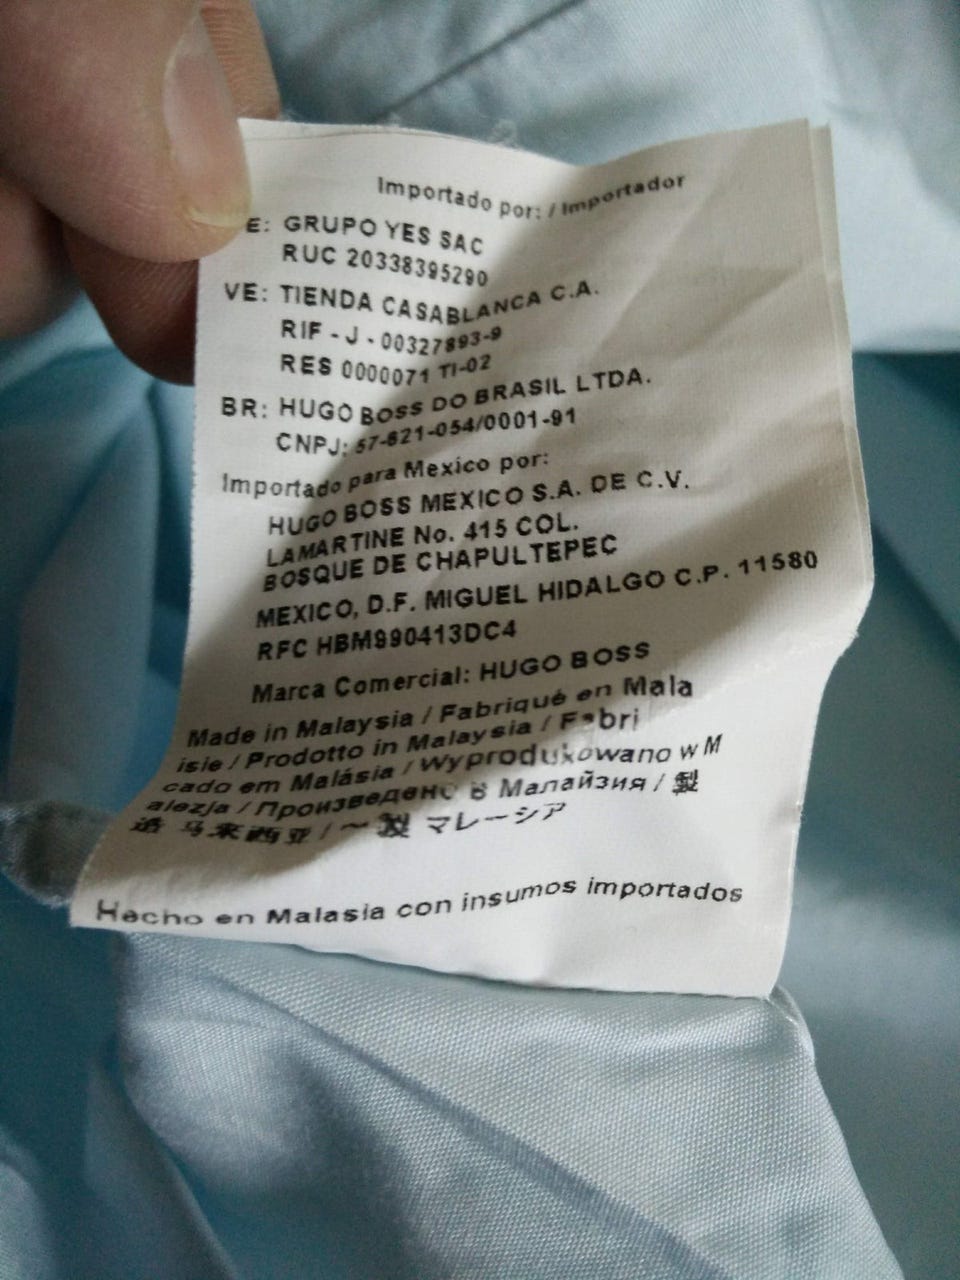 Importado por: / Importador
E: GRUPO YES SAC
RUC 20338395290
VE: TIENDA CASABLANCA C.A.
RIF - J - 00327893-9
RES 0000071 TI-02
BR: HUGO BOSS DO BRASIL LTDA.
CNPJ: 57-821-054/0001-91
Importado para Mexico por:
HUGO BOSS MEXICO S.A. DE C.V.
LAMARTINE No. 415 COL.
BOSQUE DE CHAPULTEPEC
MEXICO, D.F. MIGUEL HIDALGO C.P. 11580
RFC HBM990413DC4
Marca Comercial: HUGO BOSS
Made in Malaysia / Fabriqué en Mala
isie / Prodotto in Malaysia / Fabri
cado em Malásia / Wyprodukowano w M
alezja / Произведено в Малайзия / 製
造 马来西亚 / ～製 マレーシア
Hecho en Malasia con insumos importados